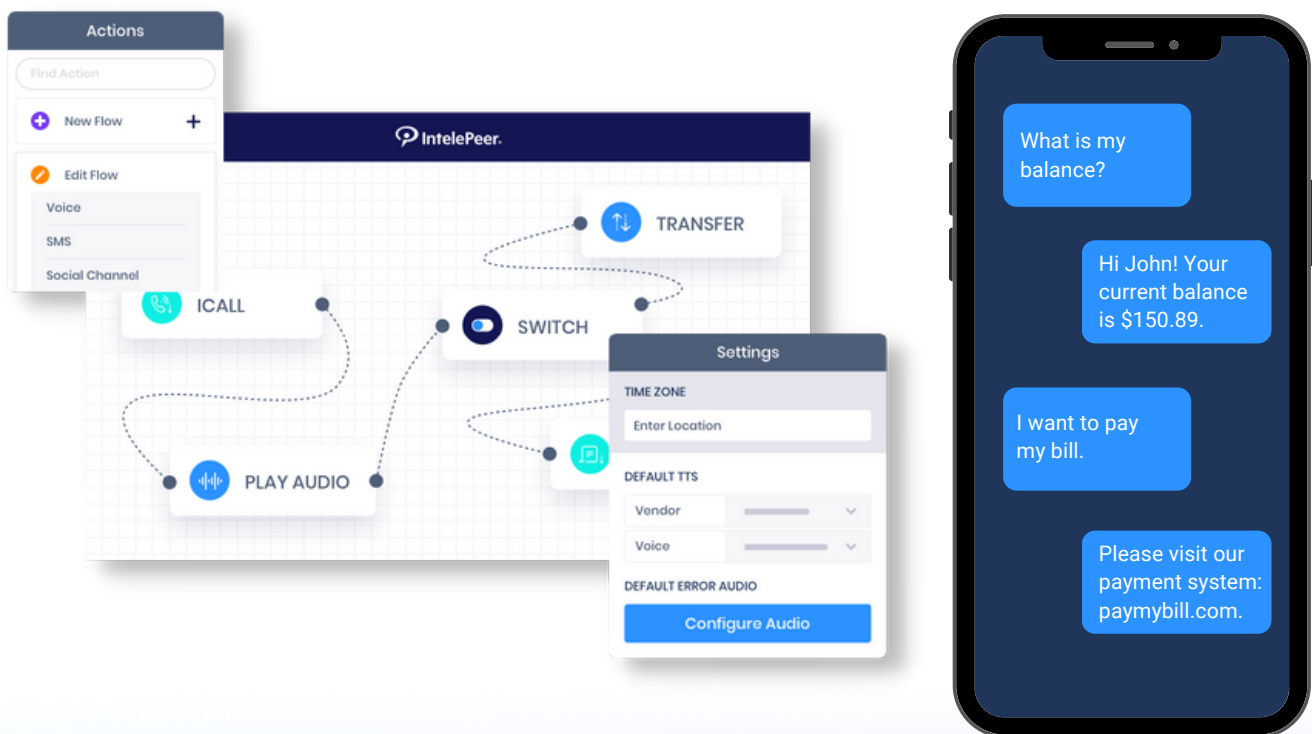 Actions
Find Action
New Flow
Edit Flow
Voice
SMS
Social Channel
IntelePeer.
TRANSFER
ICALL
SWITCH
PLAY AUDIO
Settings
TIME ZONE
Enter Location
DEFAULT TTS
Vendor
Voice
DEFAULT ERROR AUDIO
Configure Audio
What is my
balance?
Hi John! Your
current balance
is $150.89.
I want to pay
my bill.
Please visit our
payment system:
paymybill.com.